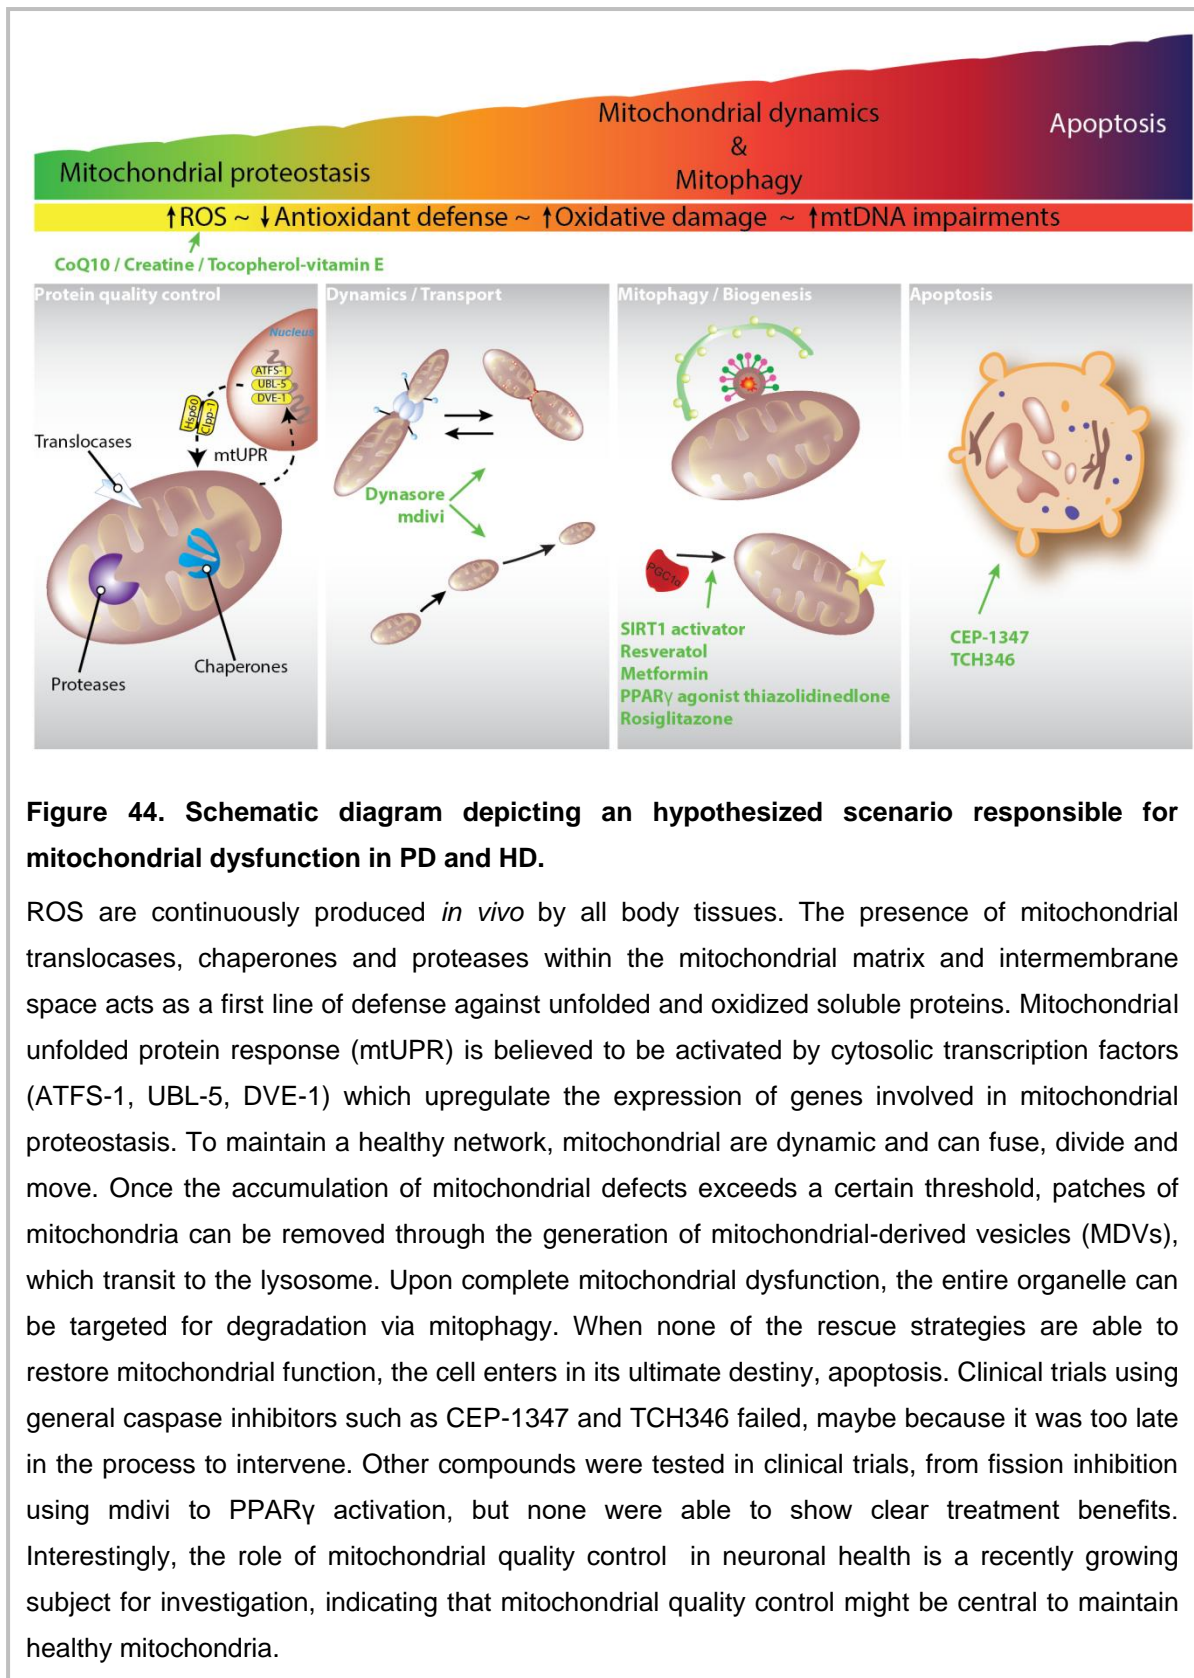 Mitochondrial proteostasis
Mitochondrial dynamics
&
Mitophagy
Apoptosis
↑ROS ~ ↓Antioxidant defense ~ ↑Oxidative damage ~ ↑mtDNA impairments
CoQ10 / Creatine / Tocopherol-vitamin E
Protein quality control
Nucleus
ATFS-1
UBL-5
DVE-1
Hsp60
Clpp-1
mtUPR
Translocases
Chaperones
Proteases
Dynamics / Transport
Dynasore
mdivi
Mitophagy / Biogenesis
PGC1α
SIRT1 activator
Resveratol
Metformin
PPARγ agonist thiazolidinedlone
Rosiglitazone
Apoptosis
CEP-1347
TCH346
Figure 44. Schematic diagram depicting an hypothesized scenario responsible for
mitochondrial dysfunction in PD and HD.
ROS are continuously produced in vivo by all body tissues. The presence of mitochondrial
translocases, chaperones and proteases within the mitochondrial matrix and intermembrane
space acts as a first line of defense against unfolded and oxidized soluble proteins. Mitochondrial
unfolded protein response (mtUPR) is believed to be activated by cytosolic transcription factors
(ATFS-1, UBL-5, DVE-1) which upregulate the expression of genes involved in mitochondrial
proteostasis. To maintain a healthy network, mitochondrial are dynamic and can fuse, divide and
move. Once the accumulation of mitochondrial defects exceeds a certain threshold, patches of
mitochondria can be removed through the generation of mitochondrial-derived vesicles (MDVs),
which transit to the lysosome. Upon complete mitochondrial dysfunction, the entire organelle can
be targeted for degradation via mitophagy. When none of the rescue strategies are able to
restore mitochondrial function, the cell enters in its ultimate destiny, apoptosis. Clinical trials using
general caspase inhibitors such as CEP-1347 and TCH346 failed, maybe because it was too late
in the process to intervene. Other compounds were tested in clinical trials, from fission inhibition
using mdivi to PPARγ activation, but none were able to show clear treatment benefits.
Interestingly, the role of mitochondrial quality control in neuronal health is a recently growing
subject for investigation, indicating that mitochondrial quality control might be central to maintain
healthy mitochondria.